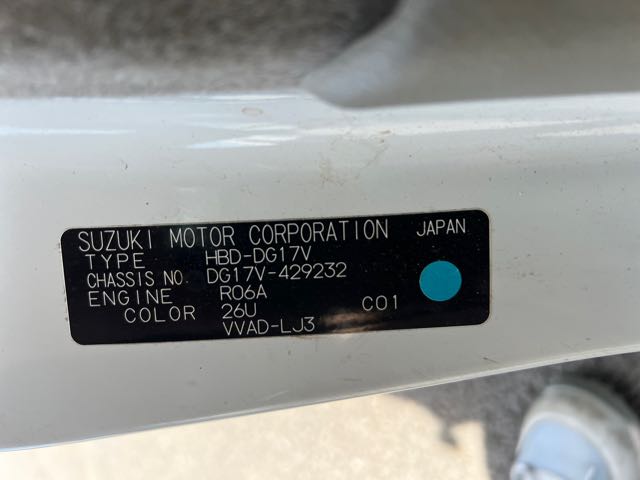 SUZUKI MOTOR CORPORATION JAPAN
TYPE HBD-DG17V
CHASSIS NO. DG17V-429232
ENGINE R06A
COLOR 26U C01
VVAD-LJ3